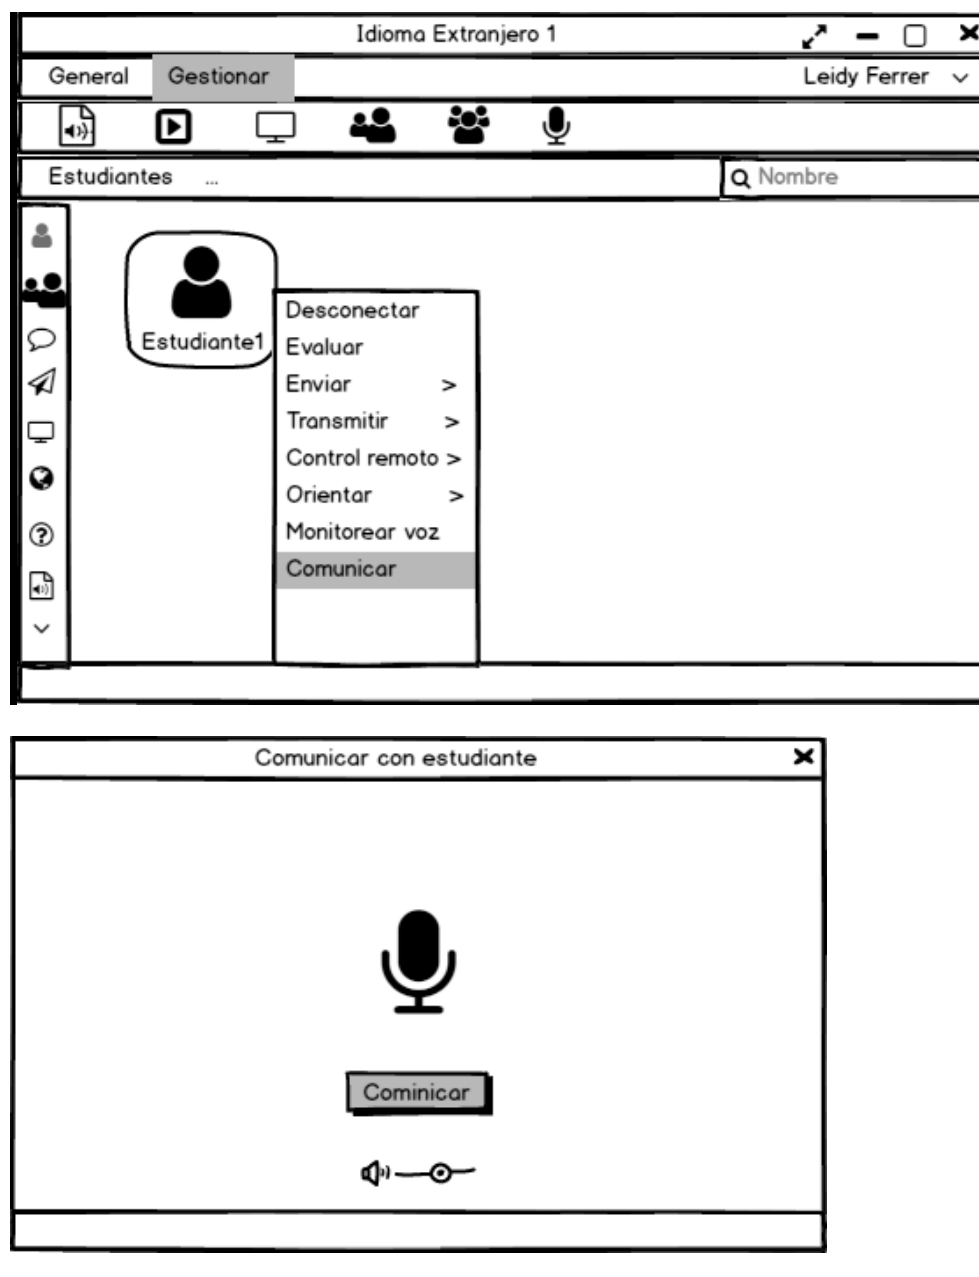 Idioma Extranjero 1
General Gestionar Leidy Ferrer
Estudiantes ... Nombre
Estudiante1
Desconectar
Evaluar
Enviar >
Transmitir >
Control remoto >
Orientar >
Monitorear voz
Comunicar
Comunicar con estudiante
Cominicar